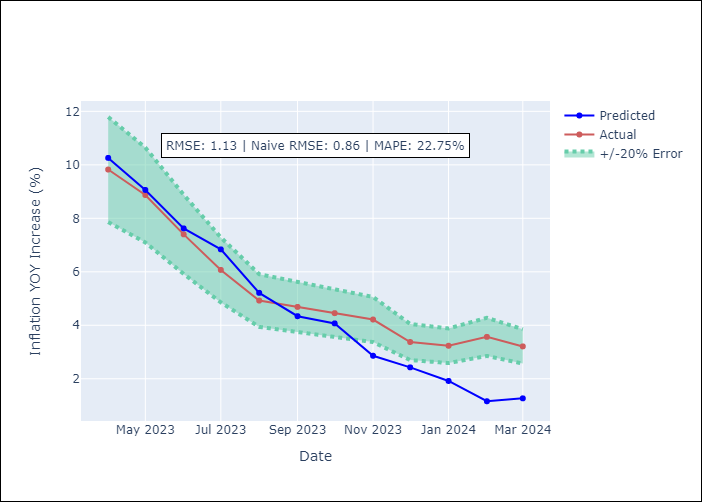 RMSE: 1.13 | Naive RMSE: 0.86 | MAPE: 22.75%
Predicted
Actual
+/-20% Error
Inflation YOY Increase (%)
12
10
8
6
4
2
May 2023
Jul 2023
Sep 2023
Nov 2023
Jan 2024
Mar 2024
Date